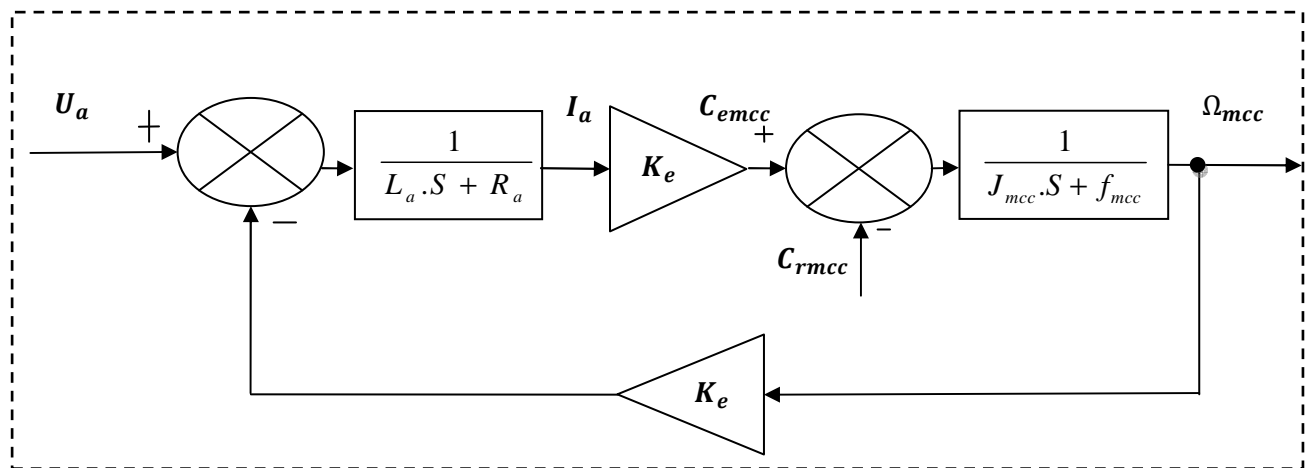 U_a
+
1
L_a.S + R_a
I_a
K_e
C_emcc
+
1
J_mcc.S + f_mcc
Ω_mcc
−
-
C_rmcc
K_e